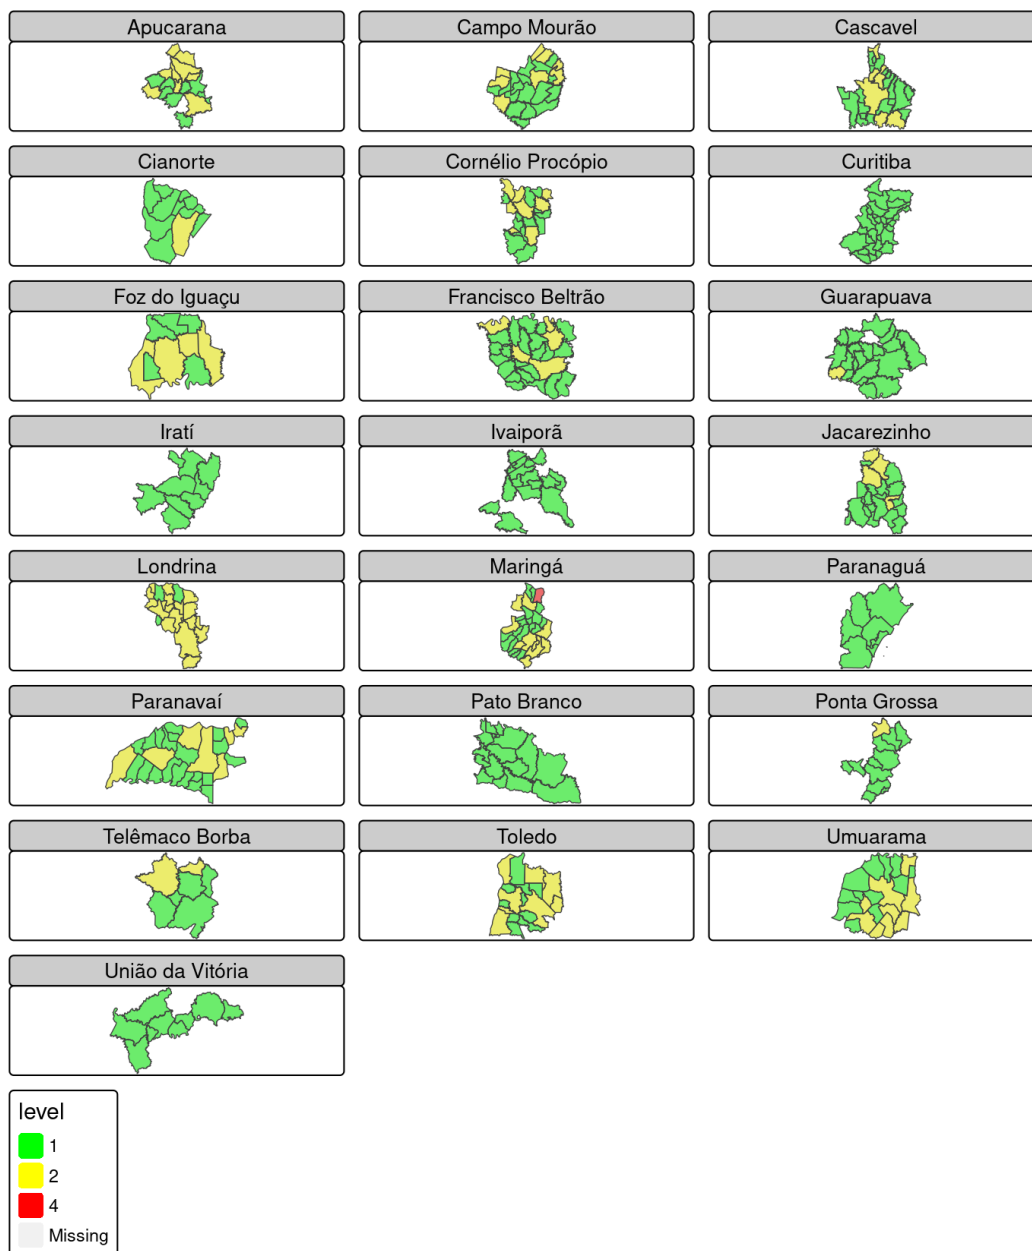 Apucarana
Campo Mourão
Cascavel
Cianorte
Cornélio Procópio
Curitiba
Foz do Iguaçu
Francisco Beltrão
Guarapuava
Iratí
Ivaiporã
Jacarezinho
Londrina
Maringá
Paranaguá
Paranavaí
Pato Branco
Ponta Grossa
Telêmaco Borba
Toledo
Umuarama
União da Vitória
level
1
2
4
Missing